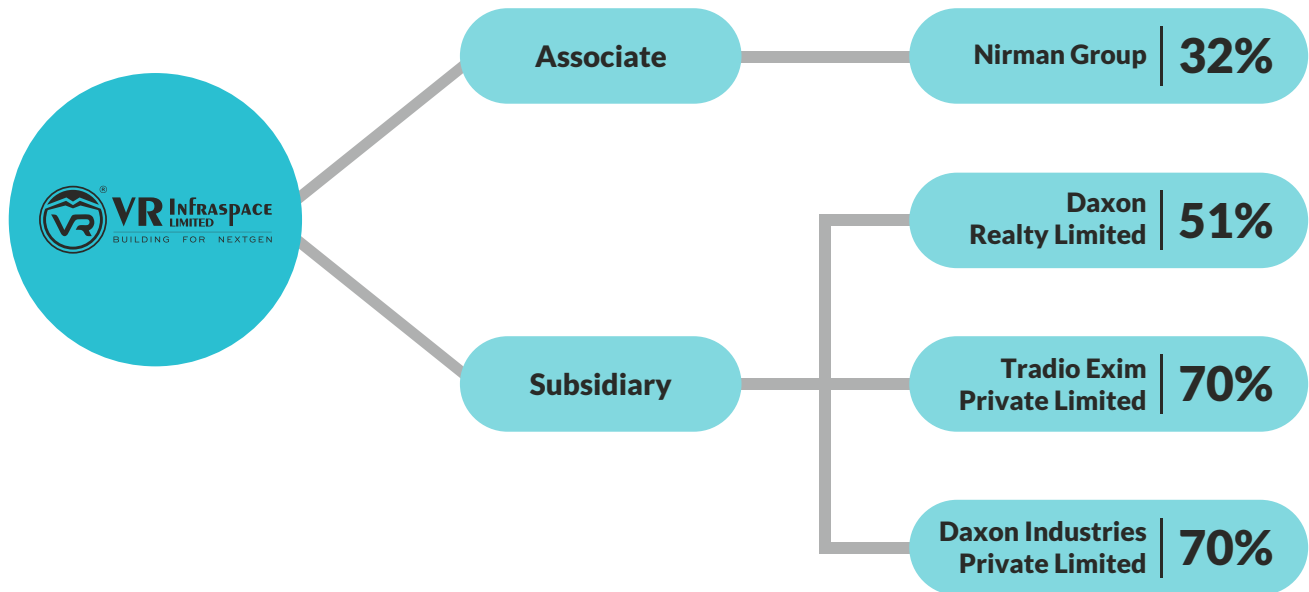 Associate
Nirman Group
32%
VR
®
VR INFRASPACE
LIMITED
BUILDING FOR NEXTGEN
Daxon
Realty Limited
51%
Subsidiary
Tradio Exim
Private Limited
70%
Daxon Industries
Private Limited
70%